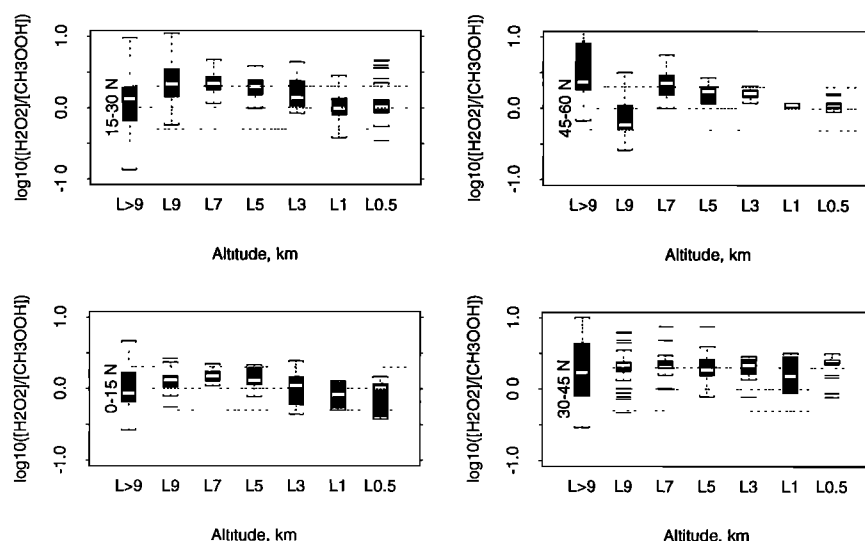 log10([H2O2]/[CH3OOH])
1.0
0.0
-1.0
15-30 N
L>9 L9 L7 L5 L3 L1 L0.5
Altitude, km
log10([H2O2]/[CH3OOH])
1.0
0.0
-1.0
45-60 N
L>9 L9 L7 L5 L3 L1 L0.5
Altitude, km
log10([H2O2]/[CH3OOH])
1.0
0.0
-1.0
0-15 N
L>9 L9 L7 L5 L3 L1 L0.5
Altitude, km
log10([H2O2]/[CH3OOH])
1.0
0 0
-1.0
30-45 N
L>9 L9 L7 L5 L3 L1 L0.5
Altitude, km